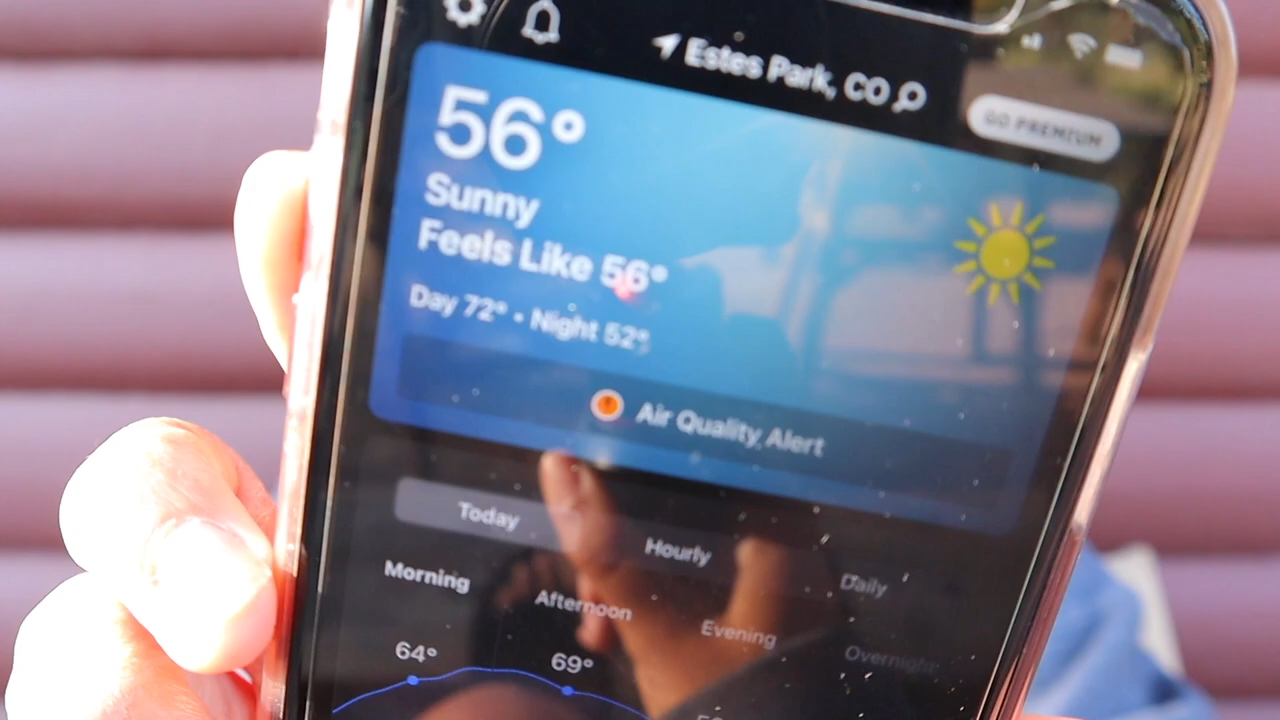 Estes Park, CO
GO PREMIUM
56°
Sunny
Feels Like 56°
Day 72° • Night 52°
Air Quality Alert
Today
Hourly
Daily
Morning
Afternoon
Evening
Overnight
64°
69°